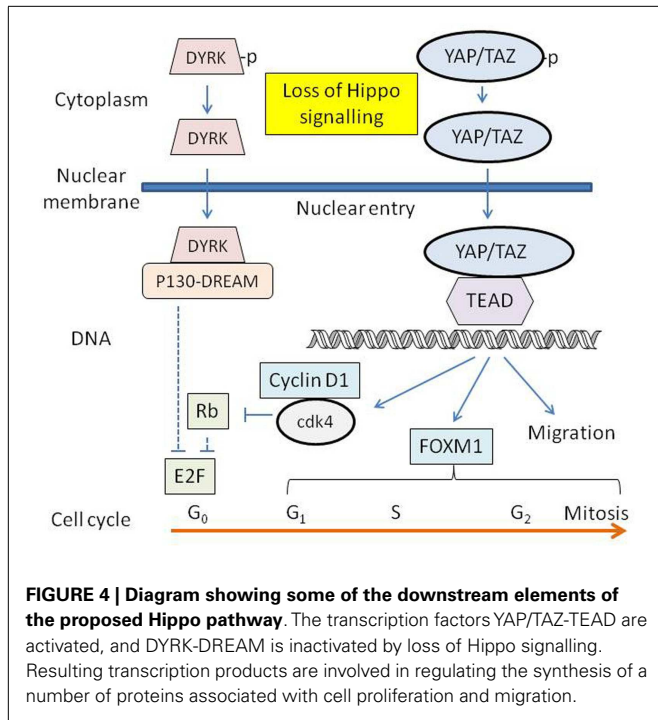 DYRK -p
YAP/TAZ -p
Cytoplasm
Loss of Hippo
signalling
DYRK
YAP/TAZ
Nuclear
membrane
Nuclear entry
DYRK
P130-DREAM
YAP/TAZ
TEAD
DNA
Cyclin D1
cdk4
Rb
Migration
FOXM1
E2F
Cell cycle
G0 G1 S G2 Mitosis
FIGURE 4 | Diagram showing some of the downstream elements of
the proposed Hippo pathway. The transcription factors YAP/TAZ-TEAD are
activated, and DYRK-DREAM is inactivated by loss of Hippo signalling.
Resulting transcription products are involved in regulating the synthesis of a
number of proteins associated with cell proliferation and migration.